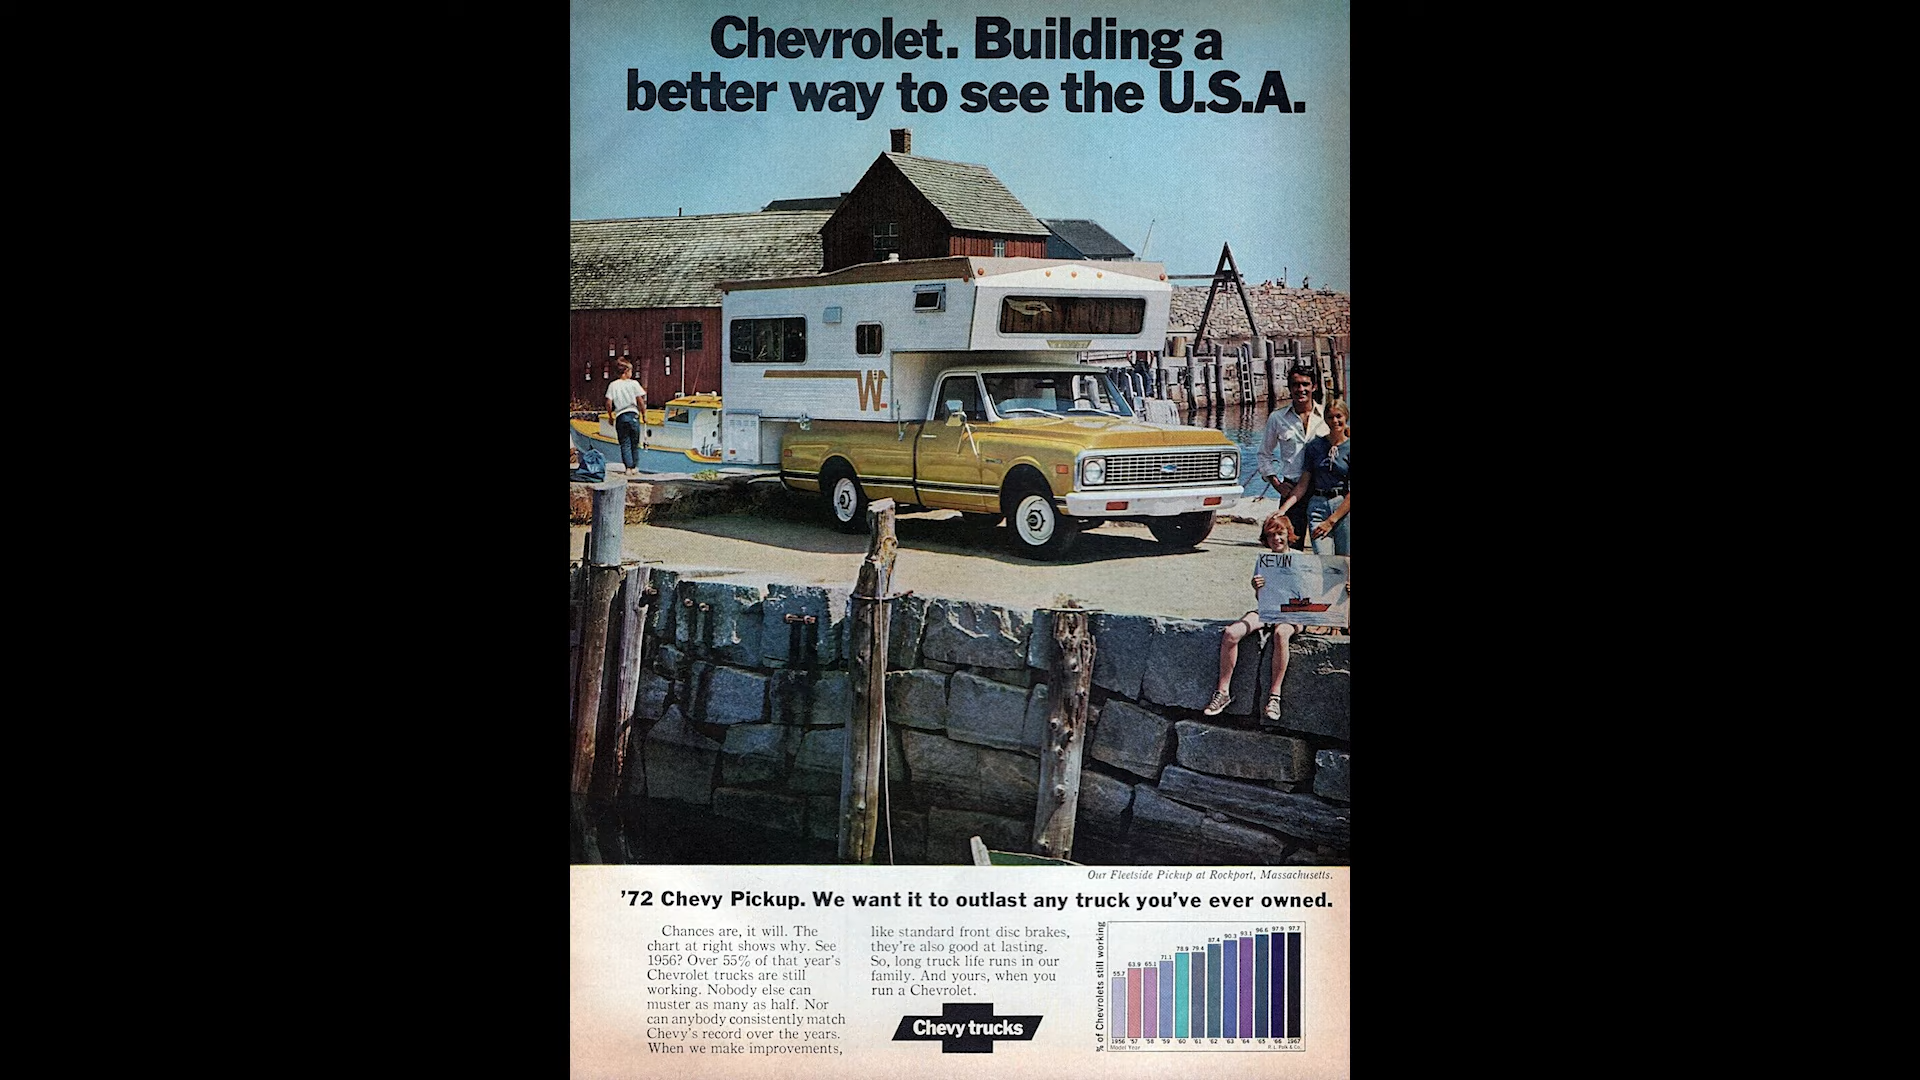 Chevrolet. Building a
better way to see the U.S.A.
W
KEVIN
Our Fleetside Pickup at Rockport, Massachusetts.
'72 Chevy Pickup. We want it to outlast any truck you've ever owned.
Chances are, it will. The
chart at right shows why. See
1956? Over 55% of that year's
Chevrolet trucks are still
working. Nobody else can
muster as many as half. Nor
can anybody consistently match
Chevy's record over the years.
When we make improvements,
like standard front disc brakes,
they're also good at lasting.
So, long truck life runs in our
family. And yours, when you
run a Chevrolet.
Chevy trucks
% of Chevrolets still working
55.7 63.9 65.1 71.1 78.9 79.4 87.4 90.3 93.1 96.6 97.9 97.7
1956 '57 '58 '59 '60 '61 '62 '63 '64 '65 '66 1967
Model Year
R. L. Polk & Co.